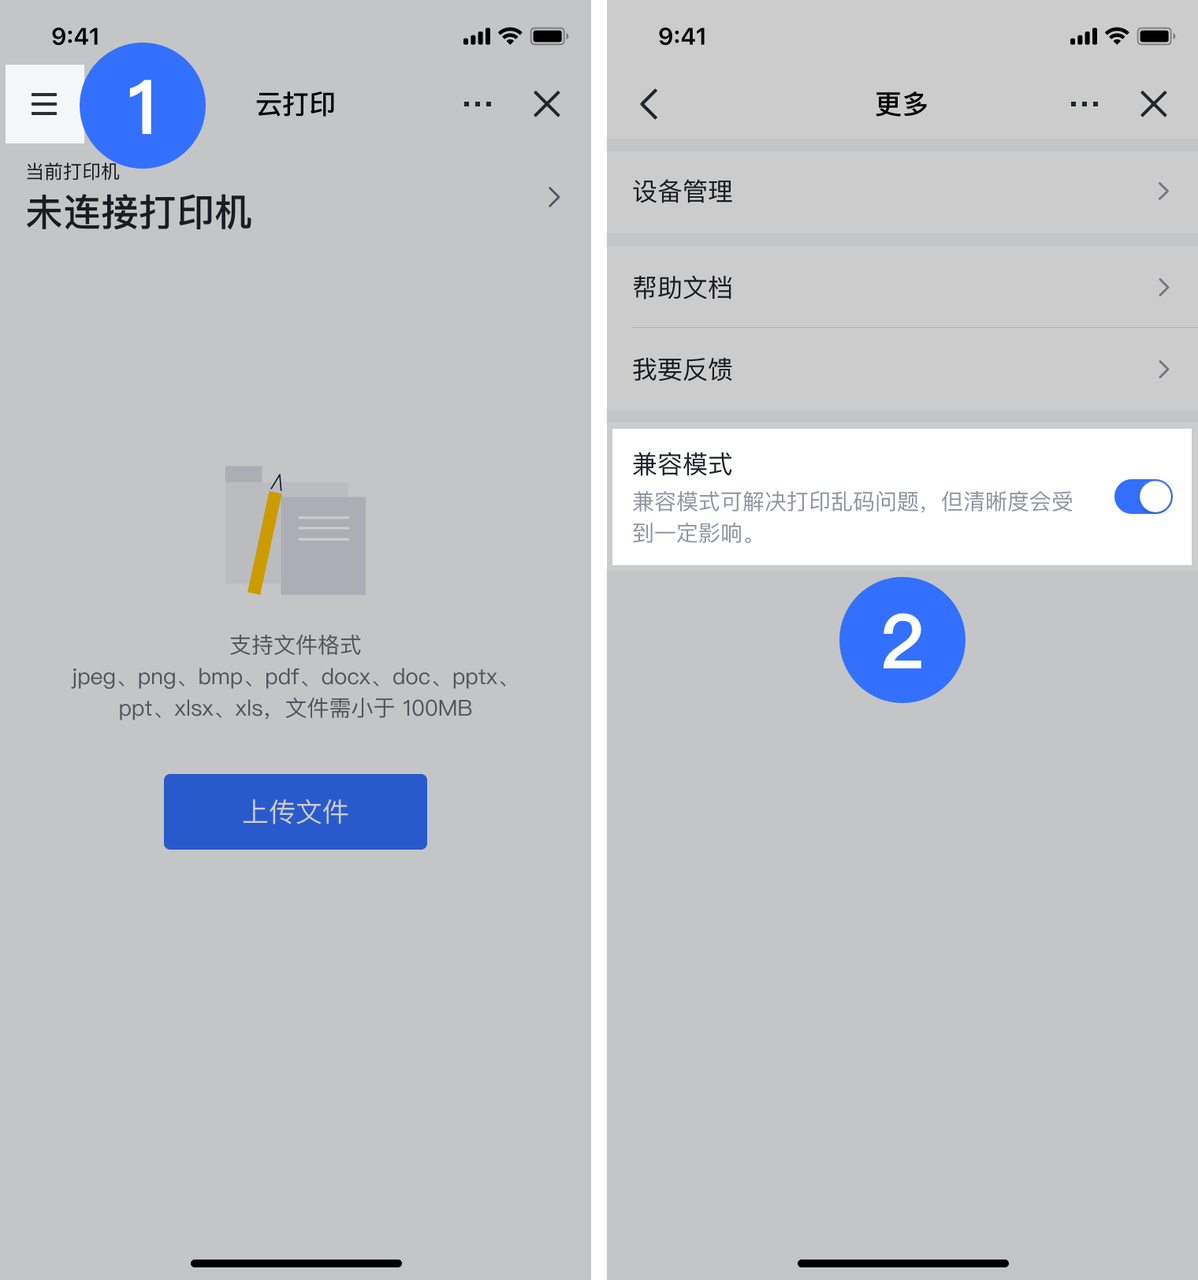 9:41
1
云打印
当前打印机
未连接打印机
支持文件格式
jpeg、png、bmp、pdf、docx、doc、pptx、
ppt、xlsx、xls，文件需小于 100MB
上传文件
9:41
更多
设备管理
帮助文档
我要反馈
兼容模式
兼容模式可解决打印乱码问题，但清晰度会受
到一定影响。
2